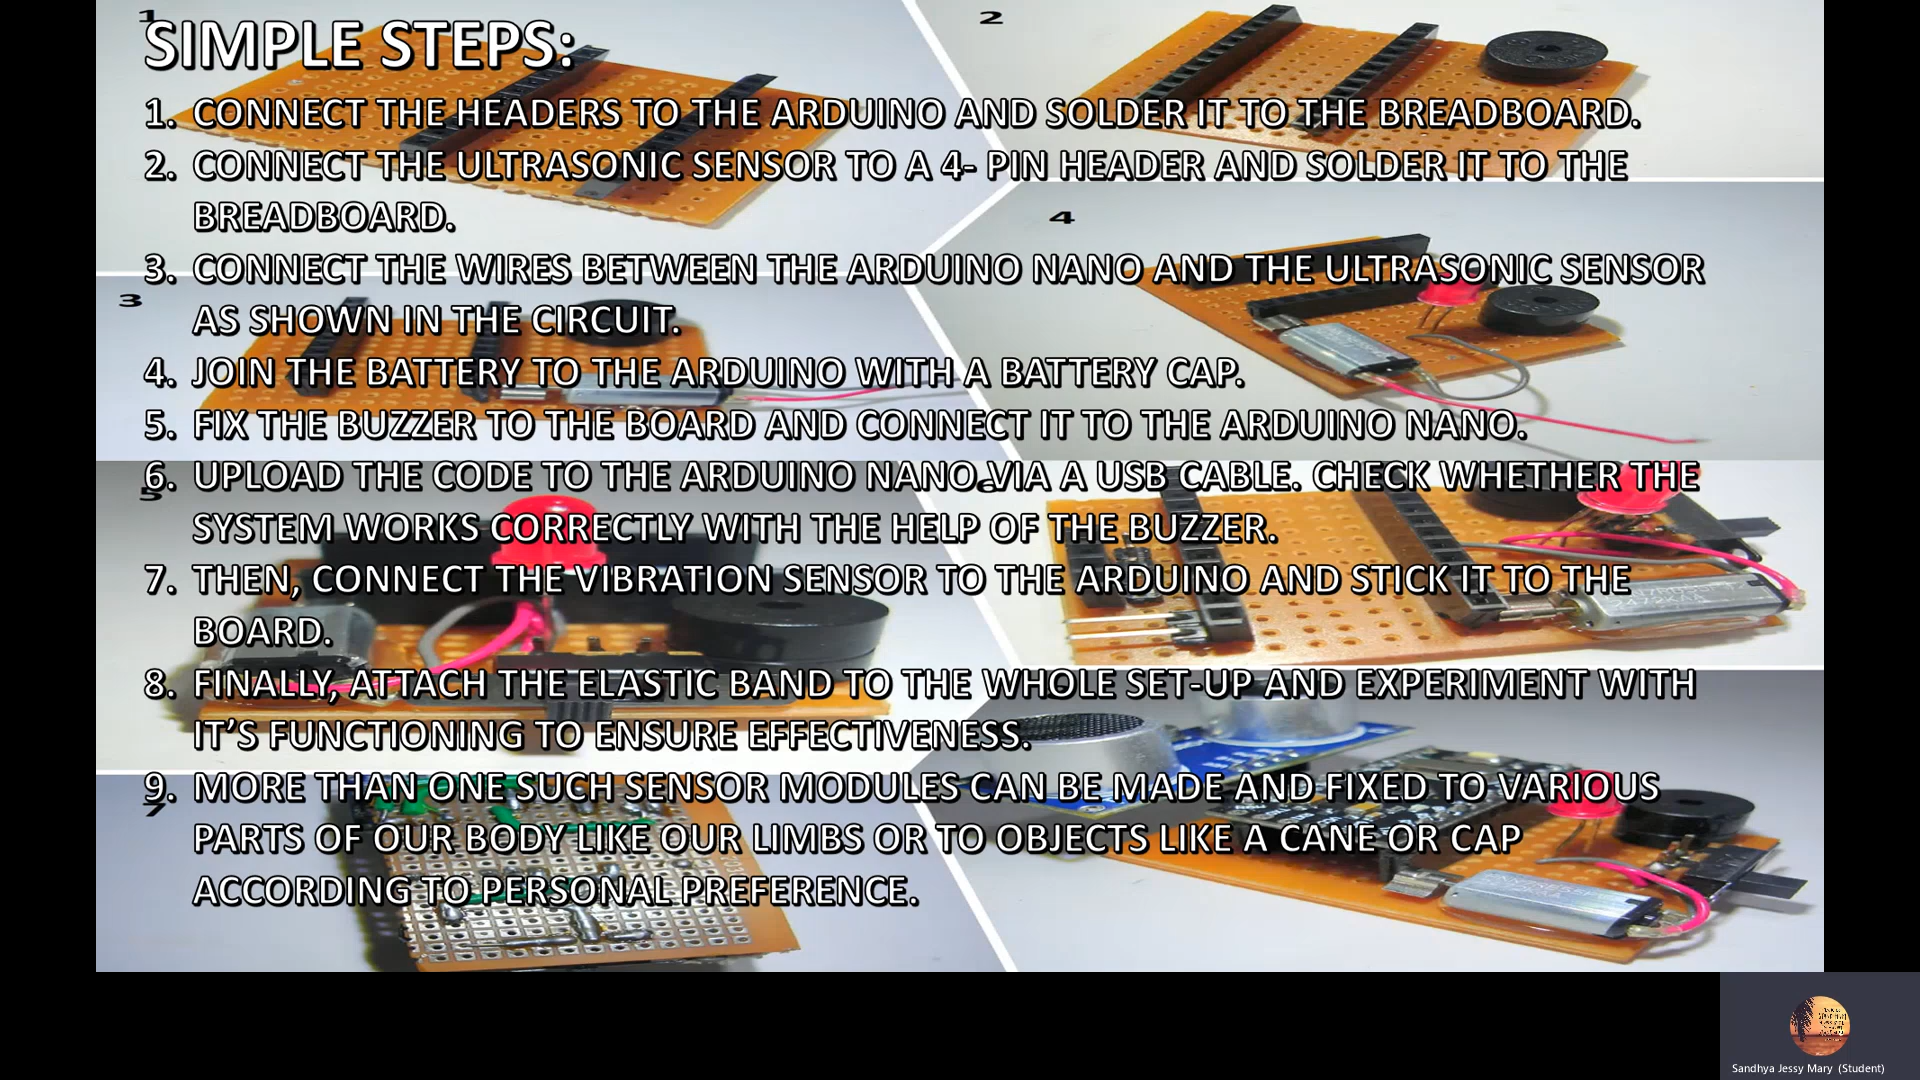 SIMPLE STEPS:
1. CONNECT THE HEADERS TO THE ARDUINO AND SOLDER IT TO THE BREADBOARD.
2. CONNECT THE ULTRASONIC SENSOR TO A 4- PIN HEADER AND SOLDER IT TO THE
BREADBOARD.
3. CONNECT THE WIRES BETWEEN THE ARDUINO NANO AND THE ULTRASONIC SENSOR
AS SHOWN IN THE CIRCUIT.
4. JOIN THE BATTERY TO THE ARDUINO WITH A BATTERY CAP.
5. FIX THE BUZZER TO THE BOARD AND CONNECT IT TO THE ARDUINO NANO.
6. UPLOAD THE CODE TO THE ARDUINO NANO VIA A USB CABLE. CHECK WHETHER THE
SYSTEM WORKS CORRECTLY WITH THE HELP OF THE BUZZER.
7. THEN, CONNECT THE VIBRATION SENSOR TO THE ARDUINO AND STICK IT TO THE
BOARD.
8. FINALLY, ATTACH THE ELASTIC BAND TO THE WHOLE SET-UP AND EXPERIMENT WITH
IT’S FUNCTIONING TO ENSURE EFFECTIVENESS.
9. MORE THAN ONE SUCH SENSOR MODULES CAN BE MADE AND FIXED TO VARIOUS
PARTS OF OUR BODY LIKE OUR LIMBS OR TO OBJECTS LIKE A CANE OR CAP
ACCORDING TO PERSONAL PREFERENCE.
1
2
3
4
5
6
7
Sandhya Jessy Mary (Student)